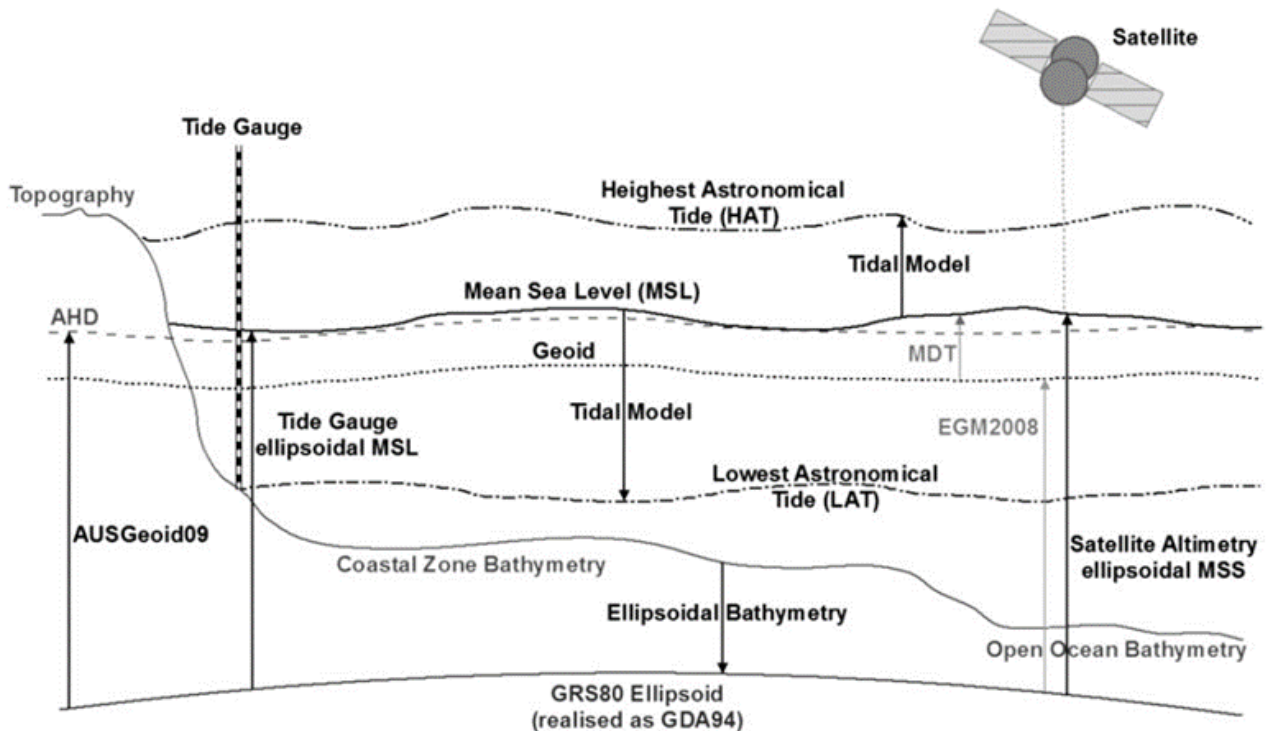 Satellite
Tide Gauge
Topography
Heighest Astronomical
Tide (HAT)
Tidal Model
Mean Sea Level (MSL)
AHD
MDT
Geoid
Tidal Model
Tide Gauge
ellipsoidal MSL
EGM2008
Lowest Astronomical
Tide (LAT)
AUSGeoid09
Coastal Zone Bathymetry
Satellite Altimetry
ellipsoidal MSS
Ellipsoidal Bathymetry
Open Ocean Bathymetry
GRS80 Ellipsoid
(realised as GDA94)